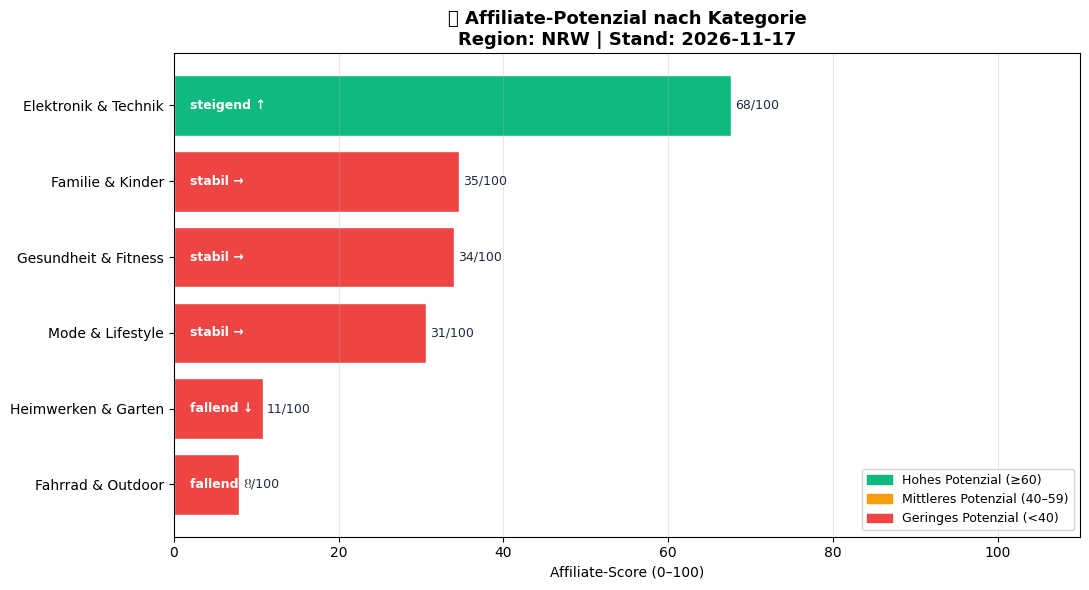 Affiliate-Potenzial nach Kategorie
Region: NRW | Stand: 2026-11-17
Elektronik & Technik
steigend ↑
68/100
Familie & Kinder
stabil →
35/100
Gesundheit & Fitness
stabil →
34/100
Mode & Lifestyle
stabil →
31/100
Heimwerken & Garten
fallend ↓
11/100
Fahrrad & Outdoor
fallend
8/100
Hohes Potenzial (≥60)
Mittleres Potenzial (40–59)
Geringes Potenzial (<40)
0 20 40 60 80 100
Affiliate-Score (0–100)